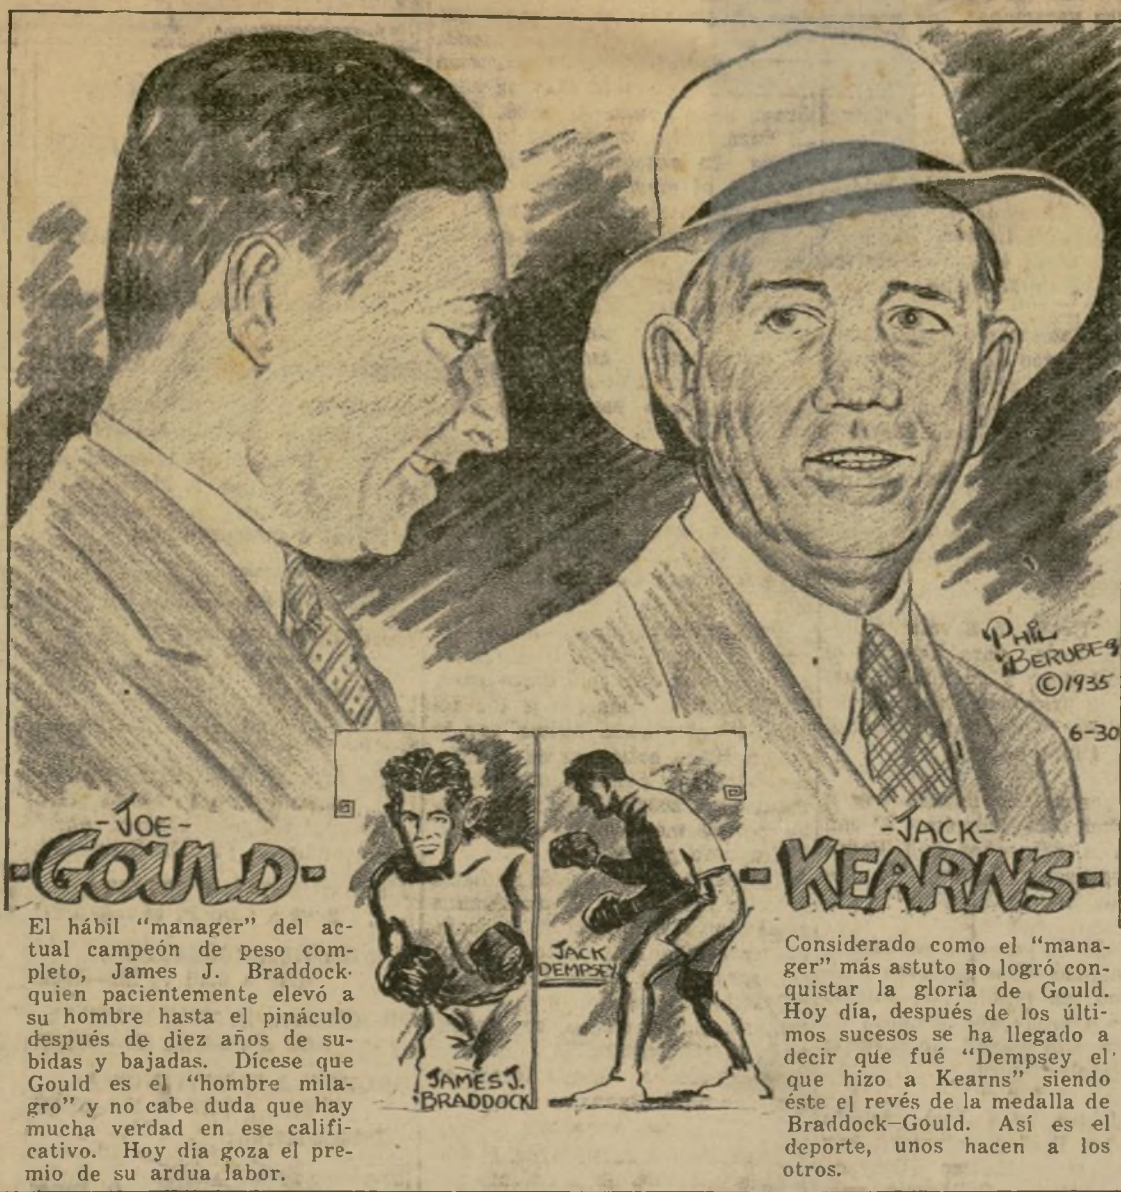 PHIL
BERUBE
©1935
6-30
-JOE-
-GOULD-
El hábil "manager" del ac-
tual campeón de peso com-
pleto, James J. Braddock
quien pacientemente elevó a
su hombre hasta el pináculo
después de diez años de su-
bidas y bajadas. Dícese que
Gould es el "hombre mila-
gro" y no cabe duda que hay
mucha verdad en ese califi-
cativo. Hoy día goza el pre-
mio de su ardua labor.
JAMES J.
BRADDOCK
JACK
DEMPSEY
-JACK-
-KEARNS-
Considerado como el "mana-
ger" más astuto no logró con-
quistar la gloria de Gould.
Hoy día, después de los últi-
mos sucesos se ha llegado a
decir que fué "Dempsey el
que hizo a Kearns" siendo
éste el revés de la medalla de
Braddock—Gould. Así es el
deporte, unos hacen a los
otros.